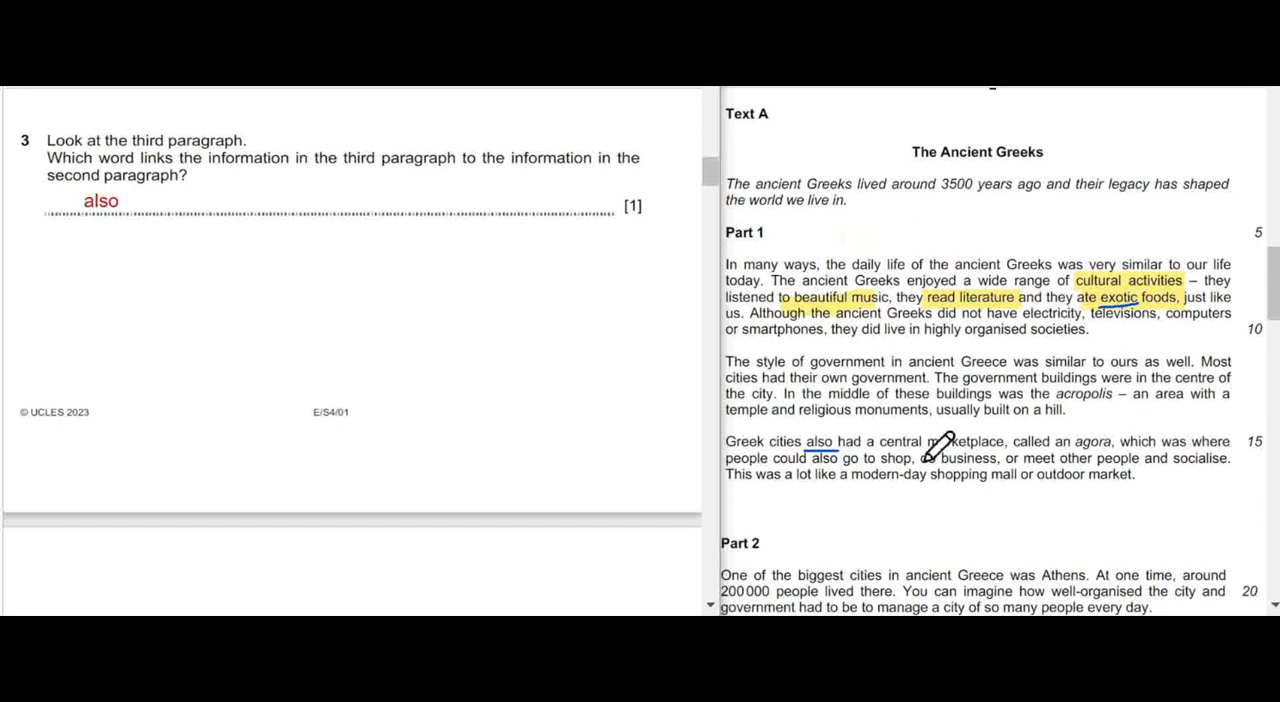 3 Look at the third paragraph.
Which word links the information in the third paragraph to the information in the
second paragraph?
also
[1]
© UCLES 2023 E/S4/01
Text A
The Ancient Greeks
The ancient Greeks lived around 3500 years ago and their legacy has shaped
the world we live in.
Part 1 5
In many ways, the daily life of the ancient Greeks was very similar to our life
today. The ancient Greeks enjoyed a wide range of cultural activities – they
listened to beautiful music, they read literature and they ate exotic foods, just like
us. Although the ancient Greeks did not have electricity, televisions, computers
or smartphones, they did live in highly organised societies. 10
The style of government in ancient Greece was similar to ours as well. Most
cities had their own government. The government buildings were in the centre of
the city. In the middle of these buildings was the acropolis – an area with a
temple and religious monuments, usually built on a hill.
Greek cities also had a central marketplace, called an agora, which was where 15
people could also go to shop, business, or meet other people and socialise.
This was a lot like a modern-day shopping mall or outdoor market.
Part 2
One of the biggest cities in ancient Greece was Athens. At one time, around
200 000 people lived there. You can imagine how well-organised the city and 20
government had to be to manage a city of so many people every day.